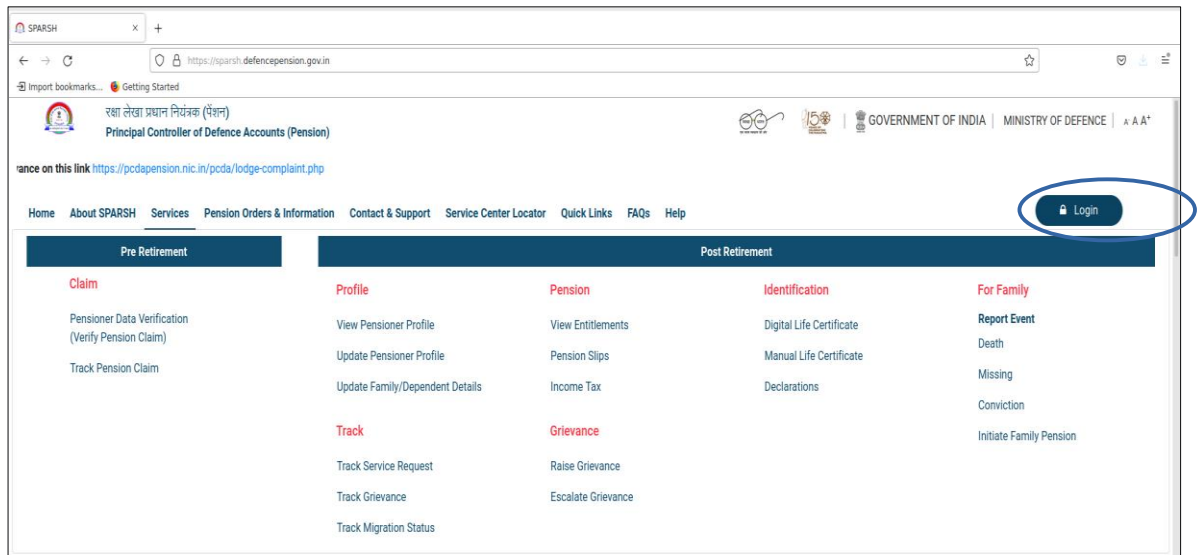 SPARSH
https://sparsh.defencepension.gov.in
Import bookmarks... Getting Started
रक्षा लेखा प्रधान नियंत्रक (पेंशन)
Principal Controller of Defence Accounts (Pension)
GOVERNMENT OF INDIA | MINISTRY OF DEFENCE | A- A A+
rance on this link https://pcdapension.nic.in/pcda/lodge-complaint.php
Home About SPARSH Services Pension Orders & Information Contact & Support Service Center Locator Quick Links FAQs Help Login
Pre Retirement
Claim
Pensioner Data Verification
(Verify Pension Claim)
Track Pension Claim
Post Retirement
Profile
View Pensioner Profile
Update Pensioner Profile
Update Family/Dependent Details
Track
Track Service Request
Track Grievance
Track Migration Status
Pension
View Entitlements
Pension Slips
Income Tax
Grievance
Raise Grievance
Escalate Grievance
Identification
Digital Life Certificate
Manual Life Certificate
Declarations
For Family
Report Event
Death
Missing
Conviction
Initiate Family Pension